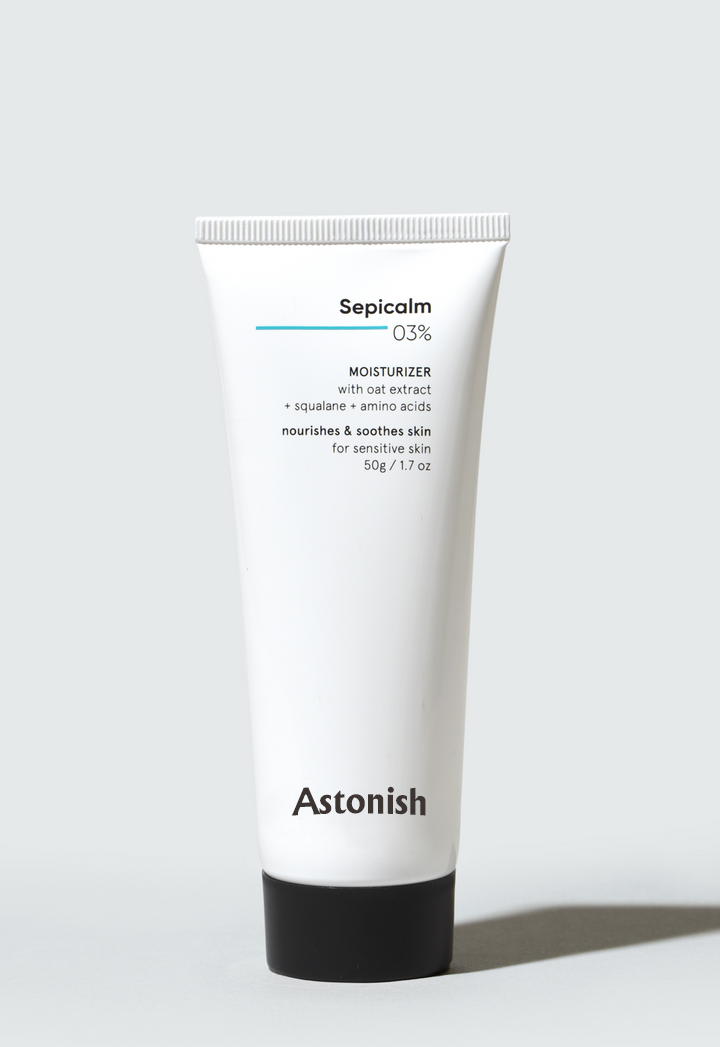 Sepicalm
03%
MOISTURIZER
with oat extract
+ squalane + amino acids
nourishes & soothes skin
for sensitive skin
50g / 1.7 oz
Astonish